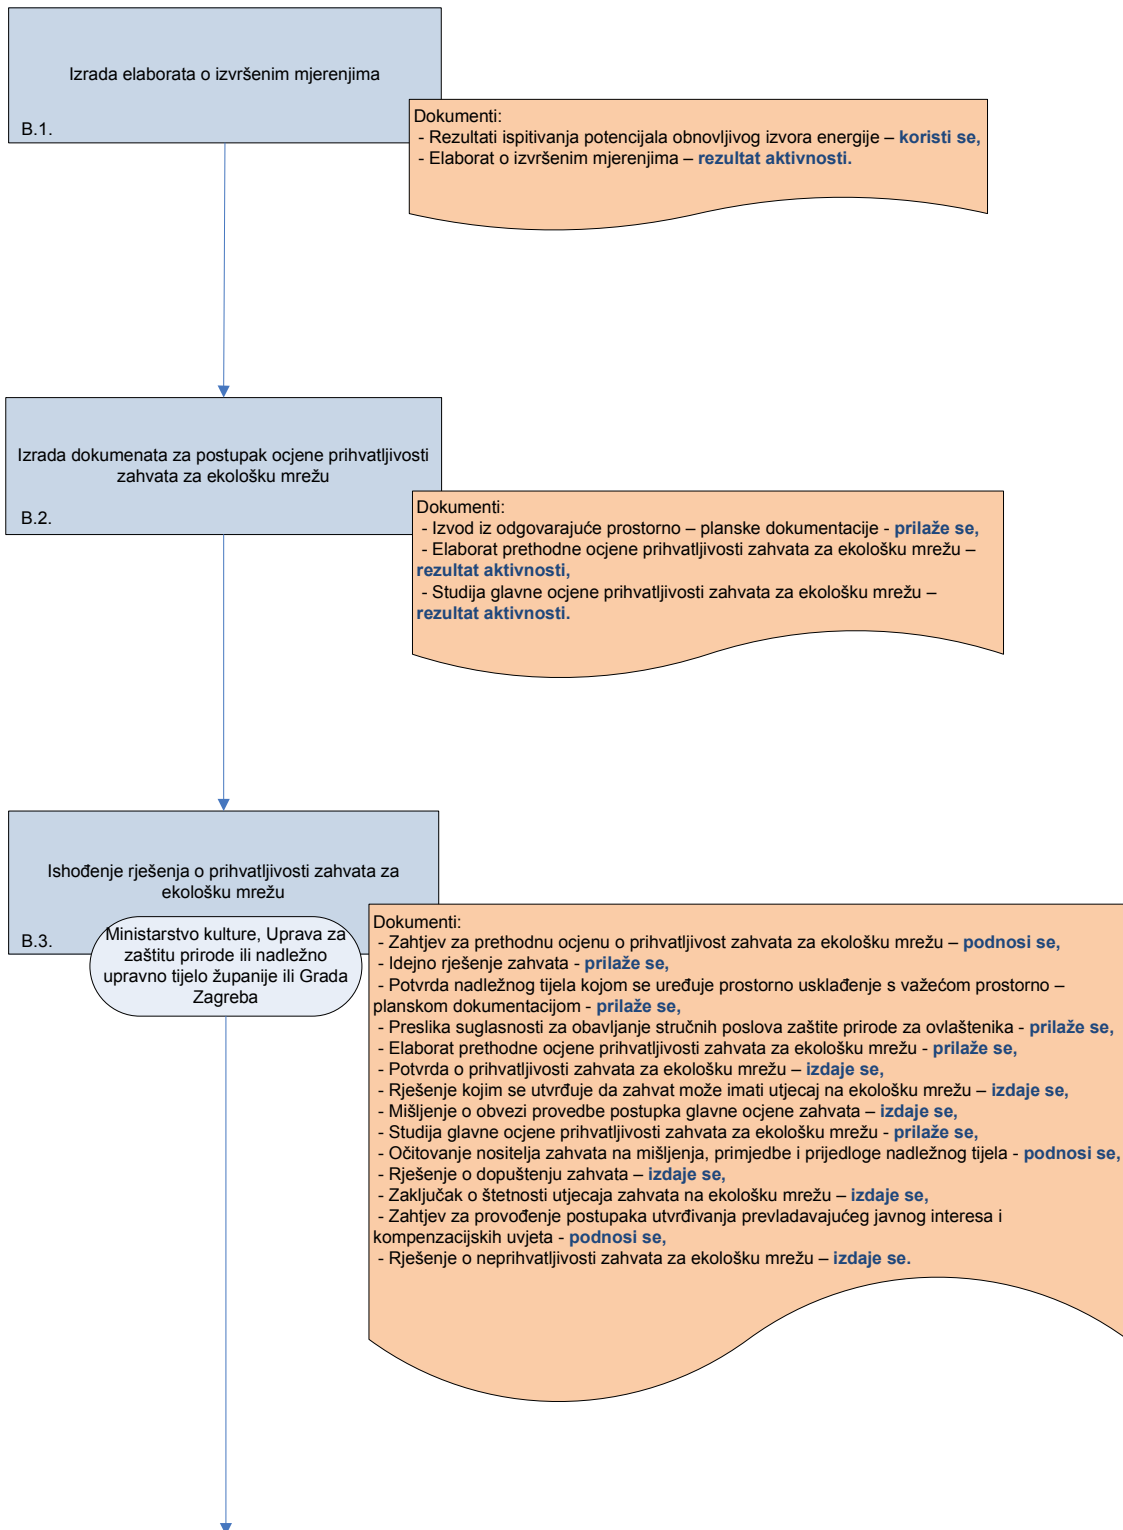 Izrada elaborata o izvršenim mjerenjima
B.1.
Dokumenti:
- Rezultati ispitivanja potencijala obnovljivog izvora energije – koristi se,
- Elaborat o izvršenim mjerenjima – rezultat aktivnosti.
Izrada dokumenata za postupak ocjene prihvatljivosti
zahvata za ekološku mrežu
B.2.
Dokumenti:
- Izvod iz odgovarajuće prostorno – planske dokumentacije - prilaže se,
- Elaborat prethodne ocjene prihvatljivosti zahvata za ekološku mrežu –
rezultat aktivnosti,
- Studija glavne ocjene prihvatljivosti zahvata za ekološku mrežu –
rezultat aktivnosti.
Ishođenje rješenja o prihvatljivosti zahvata za
ekološku mrežu
B.3.
Ministarstvo kulture, Uprava za
zaštitu prirode ili nadležno
upravno tijelo županije ili Grada
Zagreba
Dokumenti:
- Zahtjev za prethodnu ocjenu o prihvatljivost zahvata za ekološku mrežu – podnosi se,
- Idejno rješenje zahvata - prilaže se,
- Potvrda nadležnog tijela kojom se uređuje prostorno usklađenje s važećom prostorno –
planskom dokumentacijom - prilaže se,
- Preslika suglasnosti za obavljanje stručnih poslova zaštite prirode za ovlaštenika - prilaže se,
- Elaborat prethodne ocjene prihvatljivosti zahvata za ekološku mrežu - prilaže se,
- Potvrda o prihvatljivosti zahvata za ekološku mrežu – izdaje se,
- Rješenje kojim se utvrđuje da zahvat može imati utjecaj na ekološku mrežu – izdaje se,
- Mišljenje o obvezi provedbe postupka glavne ocjene zahvata – izdaje se,
- Studija glavne ocjene prihvatljivosti zahvata za ekološku mrežu - prilaže se,
- Očitovanje nositelja zahvata na mišljenja, primjedbe i prijedloge nadležnog tijela - podnosi se,
- Rješenje o dopuštenju zahvata – izdaje se,
- Zaključak o štetnosti utjecaja zahvata na ekološku mrežu – izdaje se,
- Zahtjev za provođenje postupaka utvrđivanja prevladavajućeg javnog interesa i
kompenzacijskih uvjeta - podnosi se,
- Rješenje o neprihvatljivosti zahvata za ekološku mrežu – izdaje se.